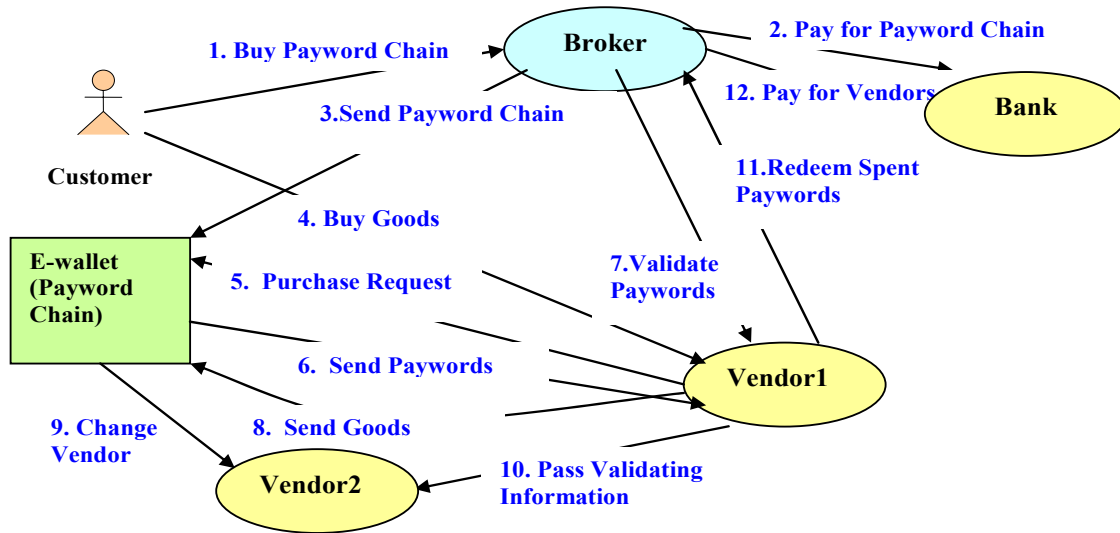 1. Buy Payword Chain
Broker
2. Pay for Payword Chain
12. Pay for Vendors
Bank
3.Send Payword Chain
Customer
11.Redeem Spent
Paywords
4. Buy Goods
E-wallet
(Payword
Chain)
5. Purchase Request
7.Validate
Paywords
6. Send Paywords
Vendor1
9. Change
Vendor
8. Send Goods
Vendor2
10. Pass Validating
Information